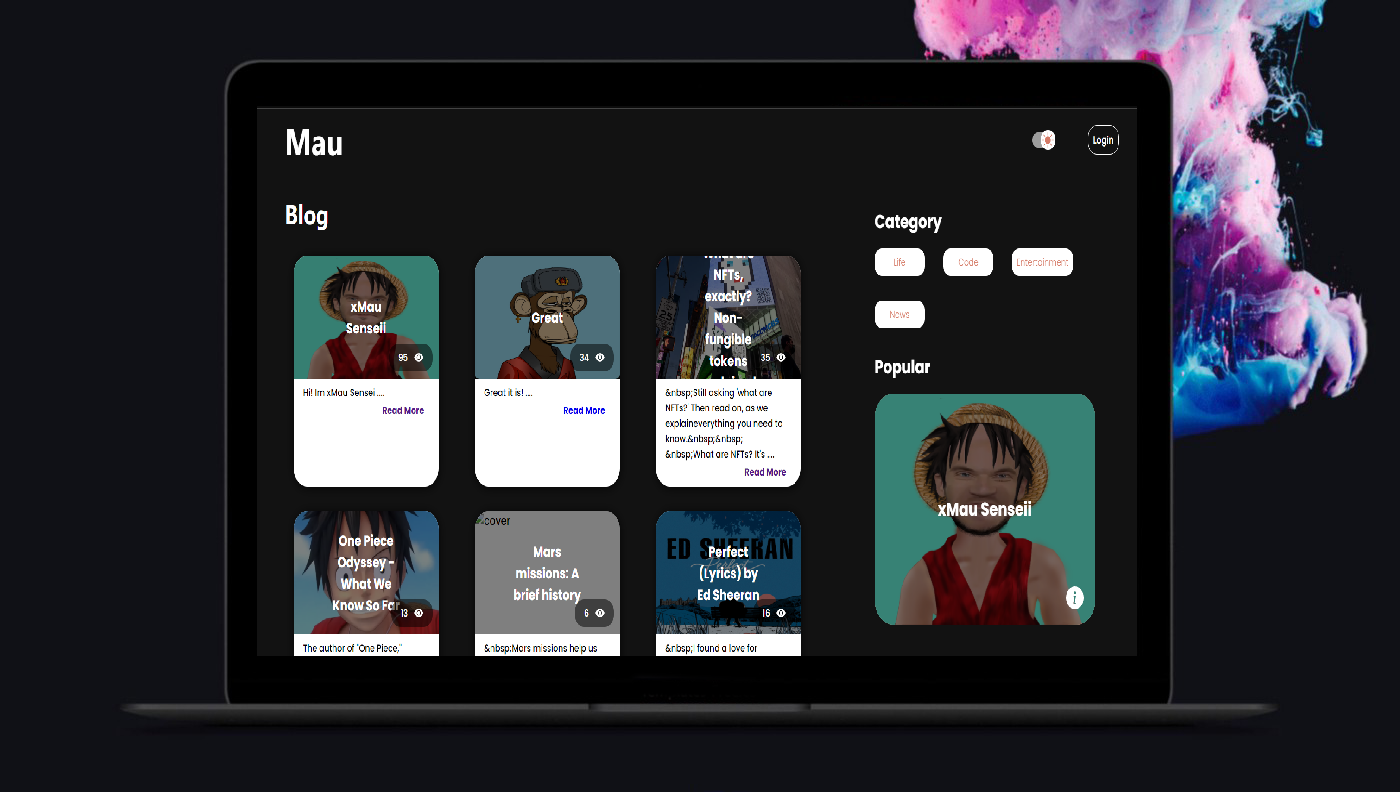 Mau
Login
Blog
xMau
Senseii
95
Hi! Im xMau Sensei....
Read More
Great
34
Great it is! ...
Read More
NFTs,
exactly?
Non-
fungible
tokens
35
&nbsp;Still asking 'what are
NFTs? Then read on, as we
explaineverything you need to
know.&nbsp;&nbsp;
&nbsp;What are NFTs? It's ...
Read More
One Piece
Odyssey -
What We
Know So Far
13
The author of "One Piece,"
cover
Mars
missions: A
brief history
6
&nbsp;Mars missions help us
ED SHEERAN
Perfect
Perfect
(Lyrics) by
Ed Sheeran
16
&nbsp;I found a love for
Category
Life
Code
Entertainment
News
Popular
xMau Senseii
i